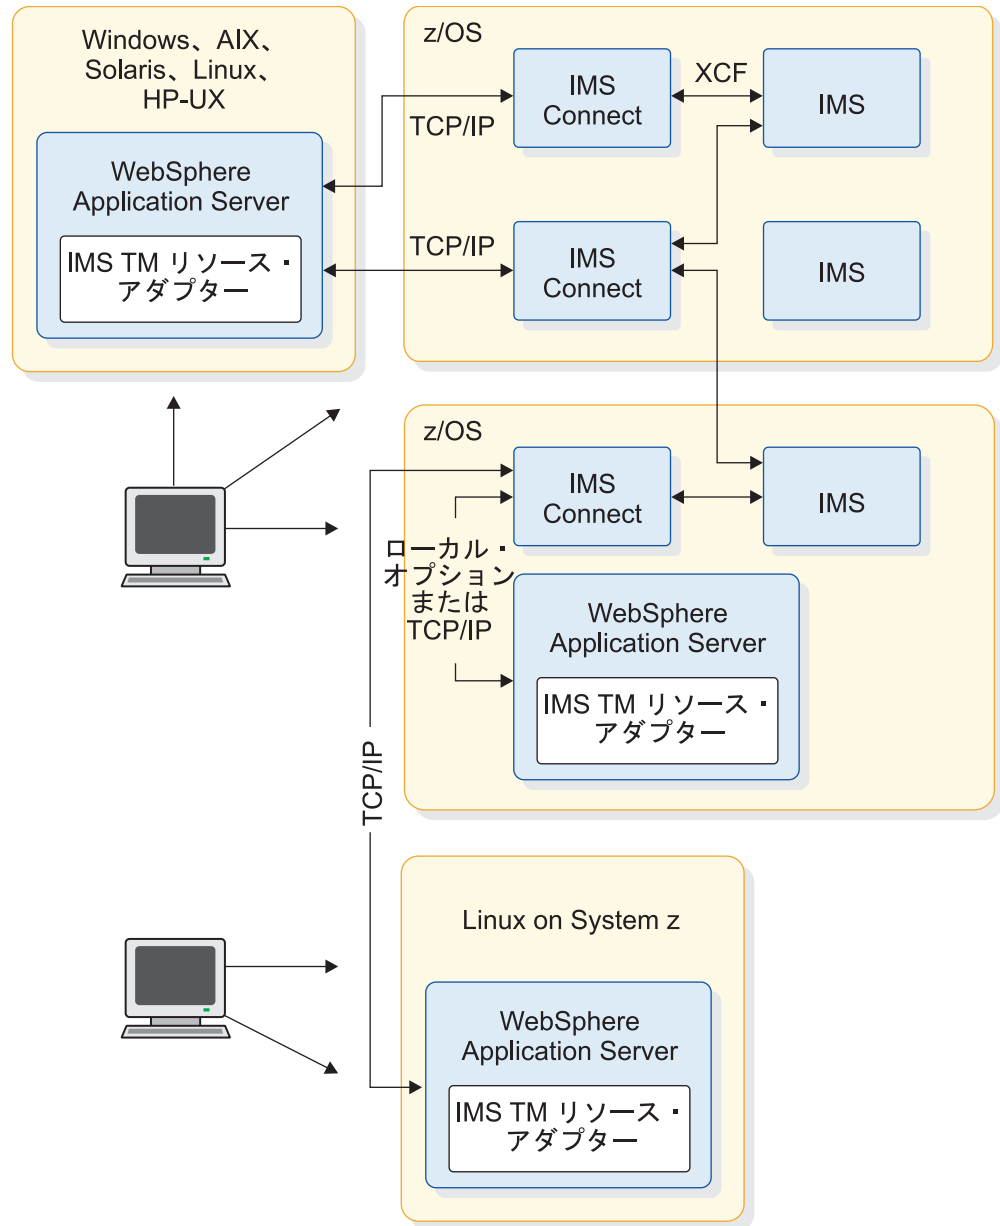 Windows、AIX、
Solaris、Linux、
HP-UX
WebSphere
Application Server
IMS TM リソース・
アダプター
TCP/IP
TCP/IP
z/OS
IMS
Connect
XCF
IMS
IMS
Connect
IMS
z/OS
IMS
Connect
IMS
ローカル・
オプション
または
TCP/IP
WebSphere
Application Server
IMS TM リソース・
アダプター
TCP/IP
Linux on System z
WebSphere
Application Server
IMS TM リソース・
アダプター